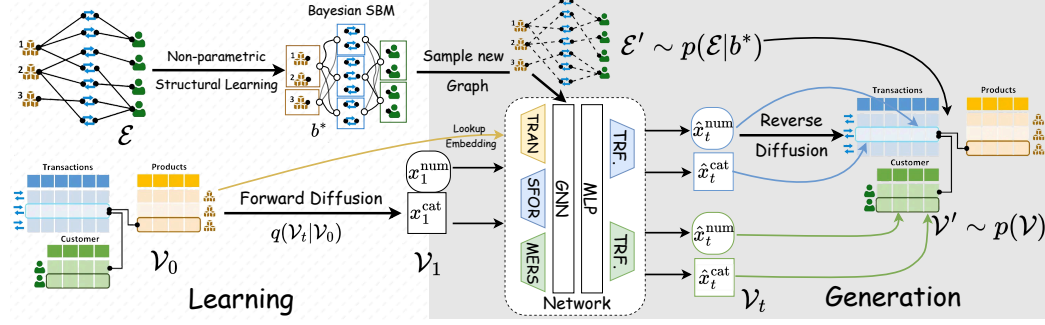 1
2
3
ℰ
Non-parametric
Structural Learning
Bayesian SBM
1
2
3
b*
Sample new
Graph
1
2
3
ℰ′ ∼ p(ℰ|b*)
Transactions
Products
Customer
𝒱₀
Lookup
Embedding
Forward Diffusion
q(𝒱ₜ|𝒱₀)
x₁ⁿᵘᵐ
x₁ᶜᵃᵗ
𝒱₁
TRAN
SFOR
MERS
GNN
MLP
TRF.
TRF.
Network
x̂ₜⁿᵘᵐ
x̂ₜᶜᵃᵗ
x̂ₜⁿᵘᵐ
x̂ₜᶜᵃᵗ
𝒱ₜ
Reverse
Diffusion
Transactions
Products
Customer
𝒱′ ∼ p(𝒱)
Learning
Generation